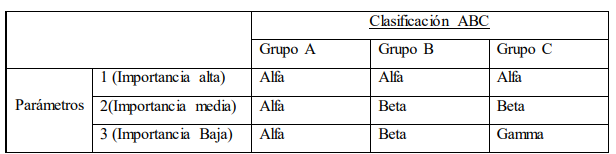 Clasificación ABC
Grupo A Grupo B Grupo C
Parámetros
1 (Importancia alta) Alfa Alfa Alfa
2(Importancia media) Alfa Beta Beta
3 (Importancia Baja) Alfa Beta Gamma